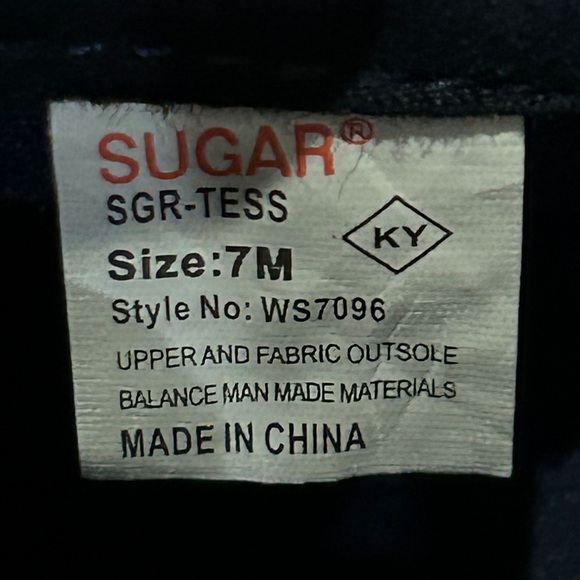 SUGAR®
SGR-TESS
KY
Size:7M
Style No: WS7096
UPPER AND FABRIC OUTSOLE
BALANCE MAN MADE MATERIALS
MADE IN CHINA